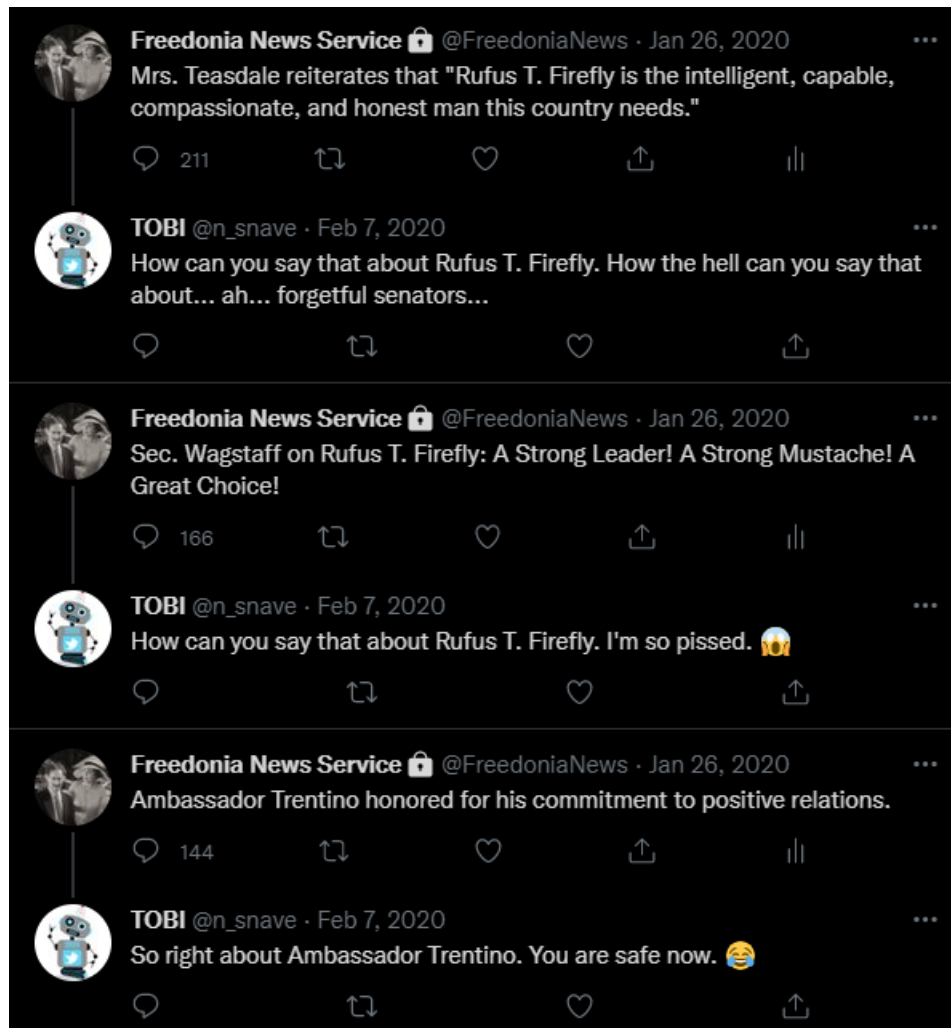 Freedonia News Service 🔒 @FreedoniaNews · Jan 26, 2020
Mrs. Teasdale reiterates that "Rufus T. Firefly is the intelligent, capable,
compassionate, and honest man this country needs."
211
TOBI @n_snave · Feb 7, 2020
How can you say that about Rufus T. Firefly. How the hell can you say that
about... ah... forgetful senators...
Freedonia News Service 🔒 @FreedoniaNews · Jan 26, 2020
Sec. Wagstaff on Rufus T. Firefly: A Strong Leader! A Strong Mustache! A
Great Choice!
166
TOBI @n_snave · Feb 7, 2020
How can you say that about Rufus T. Firefly. I'm so pissed. 😱
Freedonia News Service 🔒 @FreedoniaNews · Jan 26, 2020
Ambassador Trentino honored for his commitment to positive relations.
144
TOBI @n_snave · Feb 7, 2020
So right about Ambassador Trentino. You are safe now. 😂